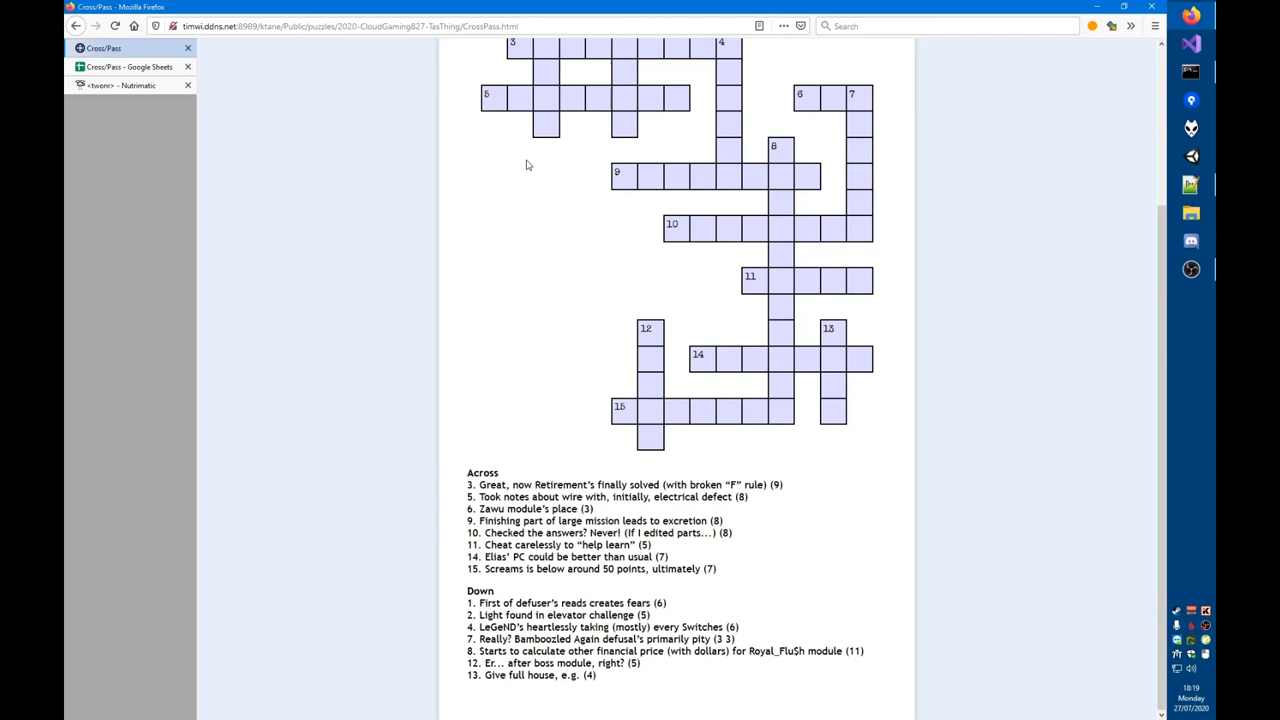 Cross/Pass - Mozilla Firefox
timwi.ddns.net:8989/ktane/Public/puzzles/2020-CloudGamingB27-TasThing/CrossPass.html
Search
Cross/Pass
Cross/Pass - Google Sheets
<twonr> - Nutrimatic
3
4
5
6
7
8
9
10
11
12
13
14
15
Across
3. Great, now Retirement's finally solved (with broken “F” rule) (9)
5. Took notes about wire with, initially, electrical defect (8)
6. Zawu module's place (3)
9. Finishing part of large mission leads to excretion (8)
10. Checked the answers? Never! (If I edited parts...) (8)
11. Cheat carelessly to “help learn” (5)
14. Elias' PC could be better than usual (7)
15. Screams is below around 50 points, ultimately (7)
Down
1. First of defuser's reads creates fears (6)
2. Light found in elevator challenge (5)
4. LeGeND's heartlessly taking (mostly) every Switches (6)
7. Really? Bamboozled Again defusal's primarily pity (3 3)
8. Starts to calculate other financial price (with dollars) for Royal_Flu$h module (11)
12. Er... after boss module, right? (5)
13. Give full house, e.g. (4)
18:19
Monday
27/07/2020